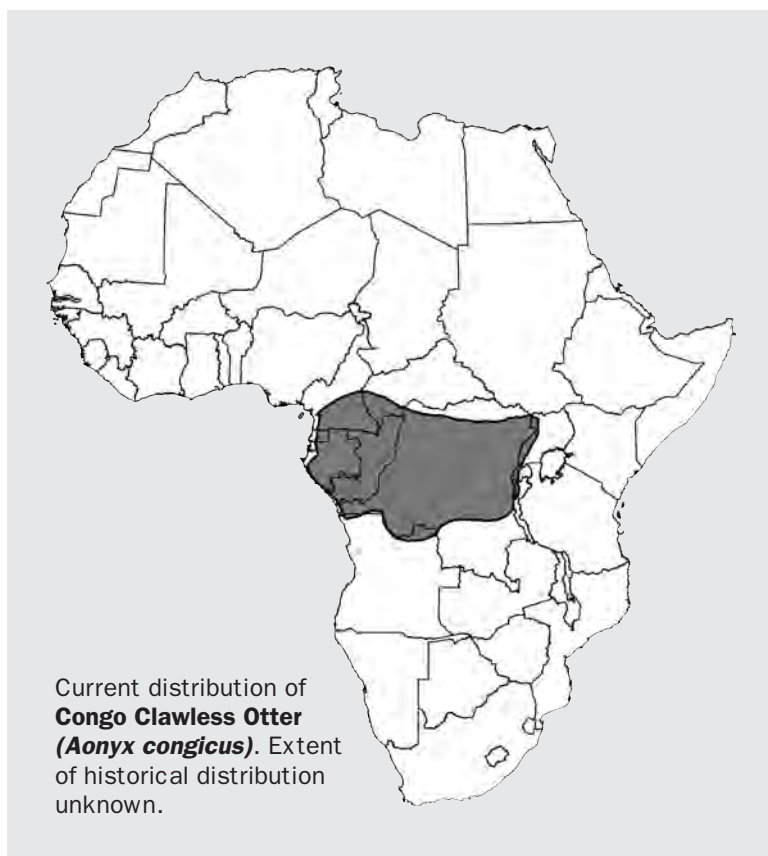 Current distribution of
Congo Clawless Otter
(Aonyx congicus). Extent
of historical distribution
unknown.